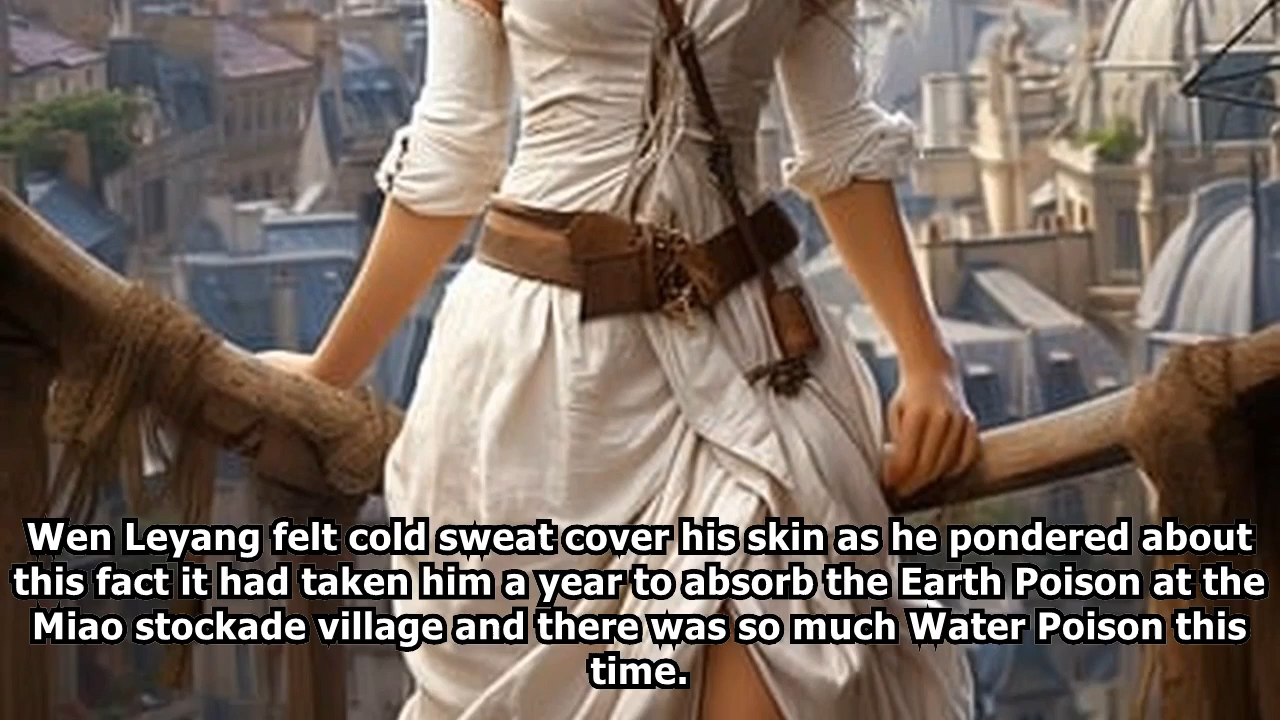 Wen Leyang felt cold sweat cover his skin as he pondered about
this fact it had taken him a year to absorb the Earth Poison at the
Miao stockade village and there was so much Water Poison this
time.